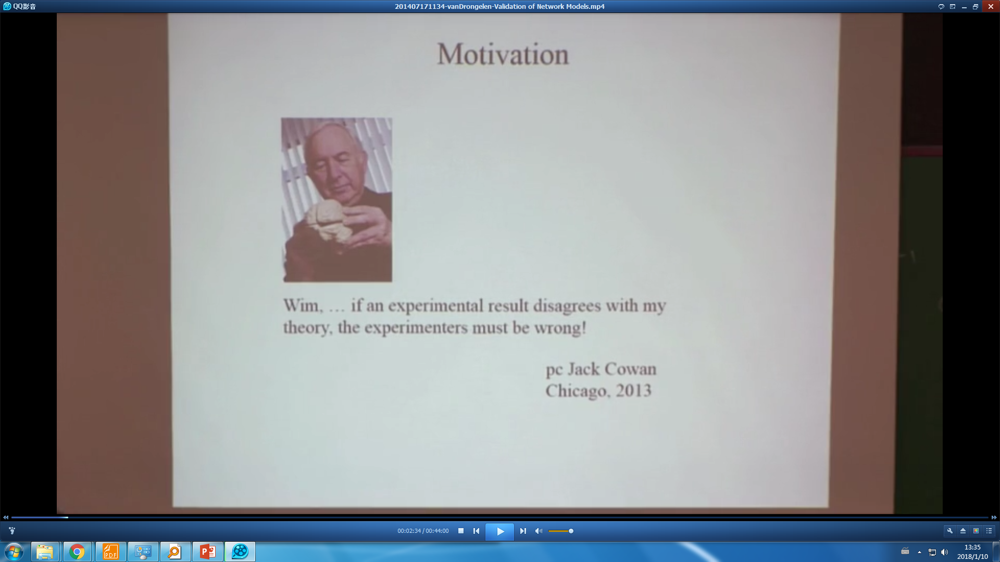 QQ影音
201407171134-vanDrongelen-Validation of Network Models.mp4
Motivation
Wim, … if an experimental result disagrees with my
theory, the experimenters must be wrong!
pc Jack Cowan
Chicago, 2013
00:02:34 / 00:44:00
PDF
P
13:35
2018/1/10